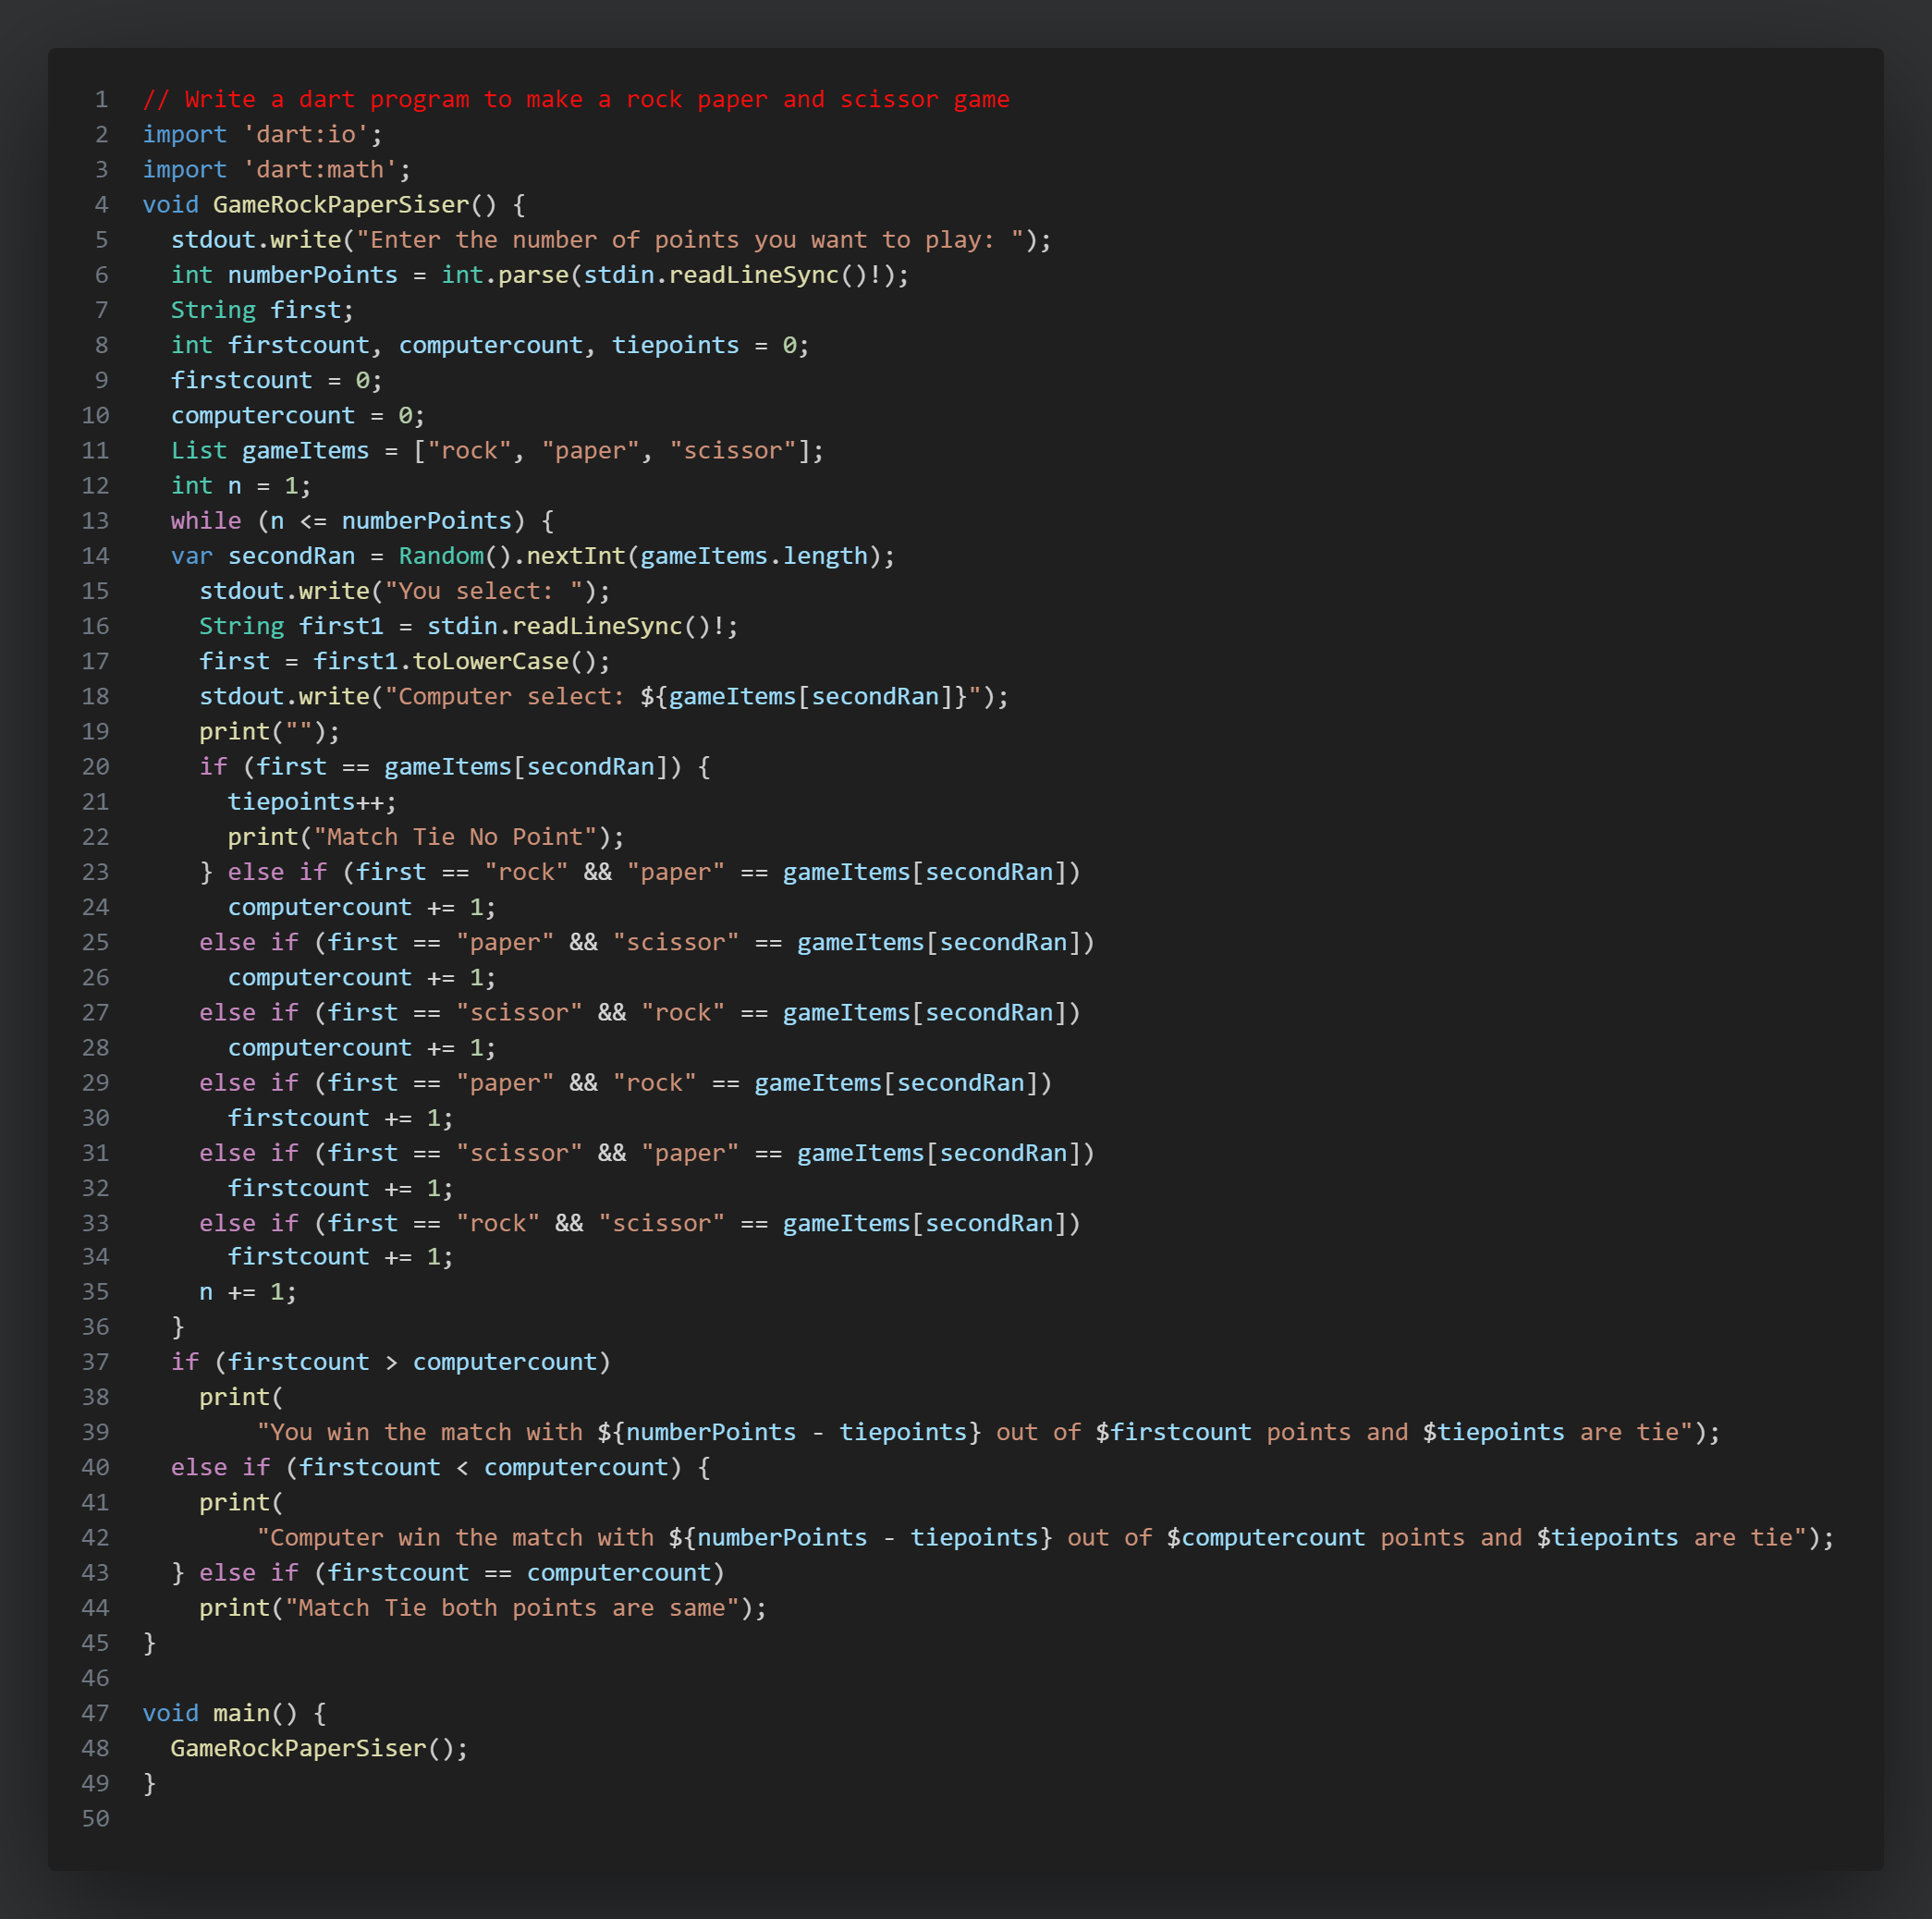 1 // Write a dart program to make a rock paper and scissor game
2 import 'dart:io';
3 import 'dart:math';
4 void GameRockPaperSiser() {
5   stdout.write("Enter the number of points you want to play: ");
6   int numberPoints = int.parse(stdin.readLineSync()!);
7   String first;
8   int firstcount, computercount, tiepoints = 0;
9   firstcount = 0;
10   computercount = 0;
11   List gameItems = ["rock", "paper", "scissor"];
12   int n = 1;
13   while (n <= numberPoints) {
14   var secondRan = Random().nextInt(gameItems.length);
15     stdout.write("You select: ");
16     String first1 = stdin.readLineSync()!;
17     first = first1.toLowerCase();
18     stdout.write("Computer select: ${gameItems[secondRan]}");
19     print("");
20     if (first == gameItems[secondRan]) {
21       tiepoints++;
22       print("Match Tie No Point");
23     } else if (first == "rock" && "paper" == gameItems[secondRan])
24       computercount += 1;
25     else if (first == "paper" && "scissor" == gameItems[secondRan])
26       computercount += 1;
27     else if (first == "scissor" && "rock" == gameItems[secondRan])
28       computercount += 1;
29     else if (first == "paper" && "rock" == gameItems[secondRan])
30       firstcount += 1;
31     else if (first == "scissor" && "paper" == gameItems[secondRan])
32       firstcount += 1;
33     else if (first == "rock" && "scissor" == gameItems[secondRan])
34       firstcount += 1;
35     n += 1;
36   }
37   if (firstcount > computercount)
38     print(
39         "You win the match with ${numberPoints - tiepoints} out of $firstcount points and $tiepoints are tie");
40   else if (firstcount < computercount) {
41     print(
42         "Computer win the match with ${numberPoints - tiepoints} out of $computercount points and $tiepoints are tie");
43   } else if (firstcount == computercount)
44     print("Match Tie both points are same");
45 }
46
47 void main() {
48   GameRockPaperSiser();
49 }
50